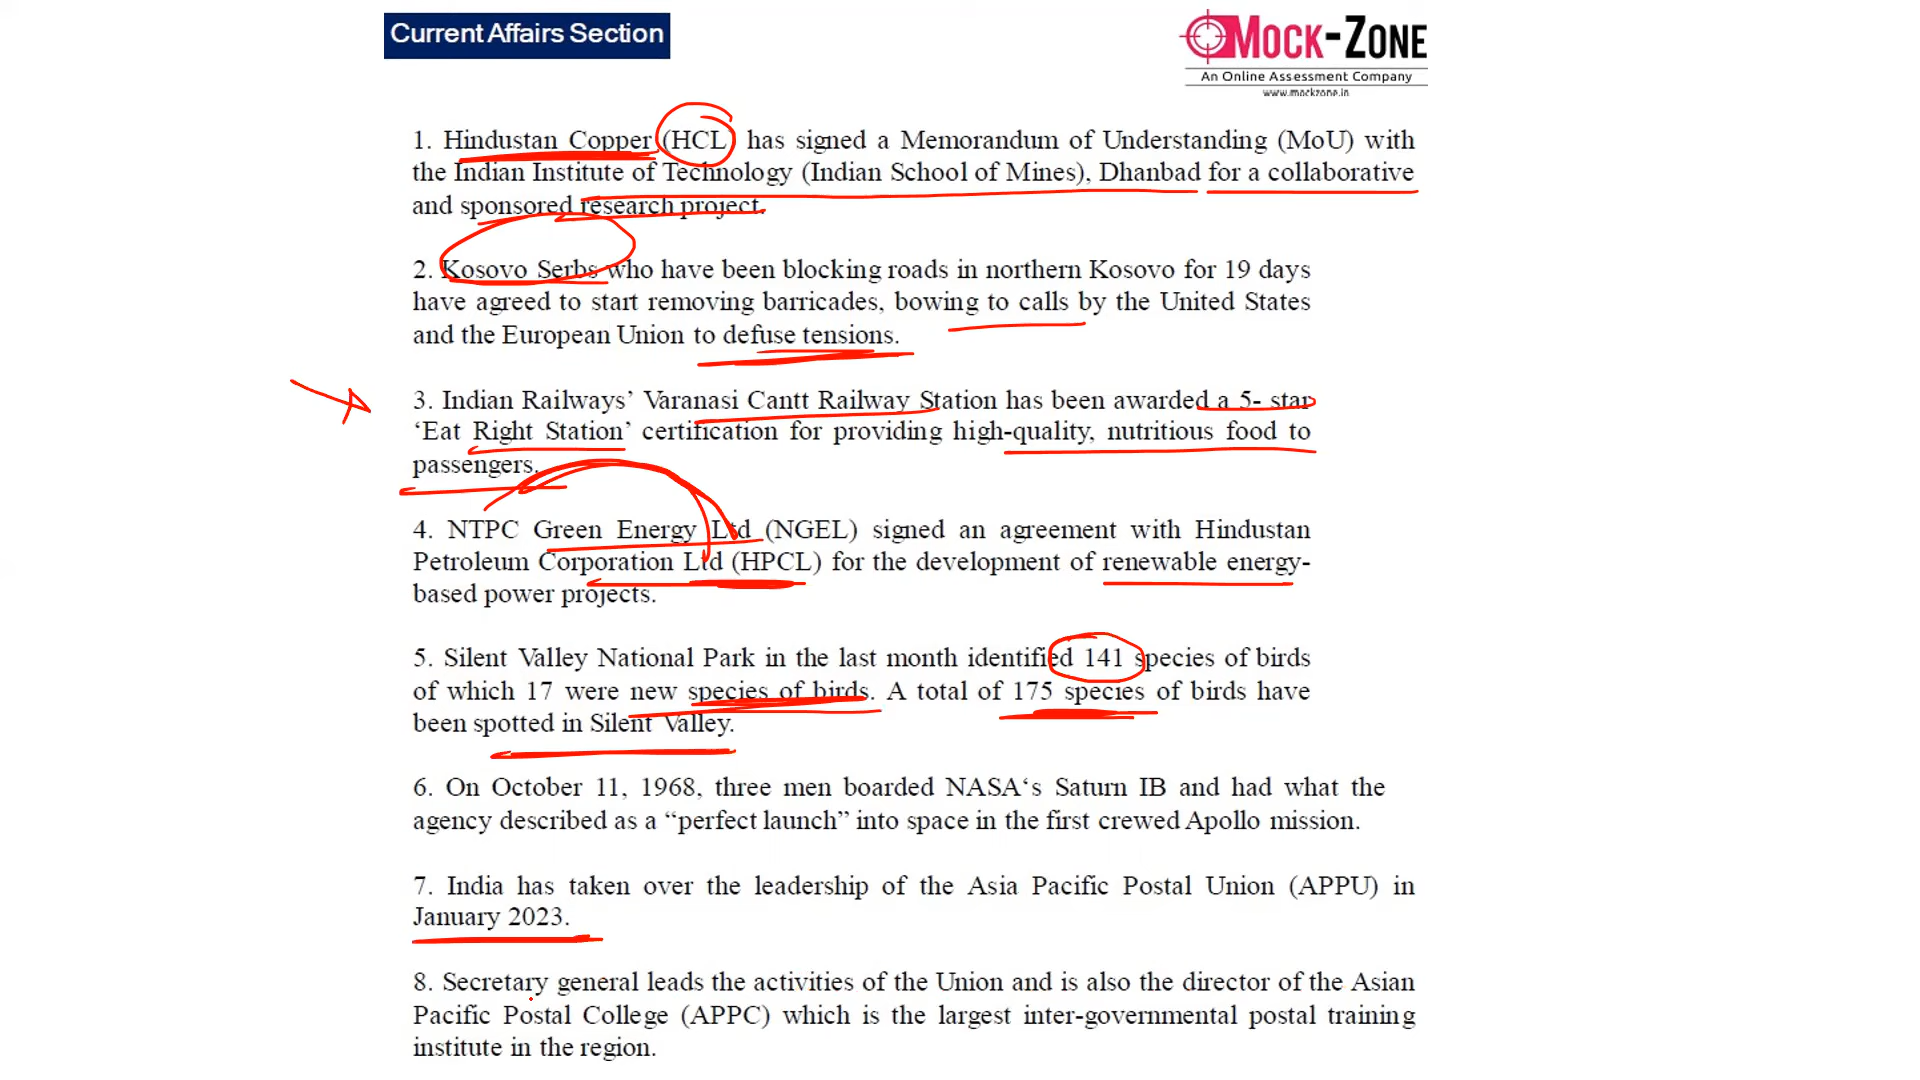 Current Affairs Section
MOCK-ZONE
An Online Assessment Company
www.mockzone.in
1. Hindustan Copper (HCL has signed a Memorandum of Understanding (MoU) with
the Indian Institute of Technology (Indian School of Mines), Dhanbad for a collaborative
and sponsored research project.
2. Kosovo Serbs who have been blocking roads in northern Kosovo for 19 days
have agreed to start removing barricades, bowing to calls by the United States
and the European Union to defuse tensions.
3. Indian Railways’ Varanasi Cantt Railway Station has been awarded a 5- star
‘Eat Right Station’ certification for providing high-quality, nutritious food to
passengers.
4. NTPC Green Energy Ltd (NGEL) signed an agreement with Hindustan
Petroleum Corporation Ltd (HPCL) for the development of renewable energy-
based power projects.
5. Silent Valley National Park in the last month identified 141 species of birds
of which 17 were new species of birds. A total of 175 species of birds have
been spotted in Silent Valley.
6. On October 11, 1968, three men boarded NASA‘s Saturn IB and had what the
agency described as a “perfect launch” into space in the first crewed Apollo mission.
7. India has taken over the leadership of the Asia Pacific Postal Union (APPU) in
January 2023.
8. Secretary general leads the activities of the Union and is also the director of the Asian
Pacific Postal College (APPC) which is the largest inter-governmental postal training
institute in the region.